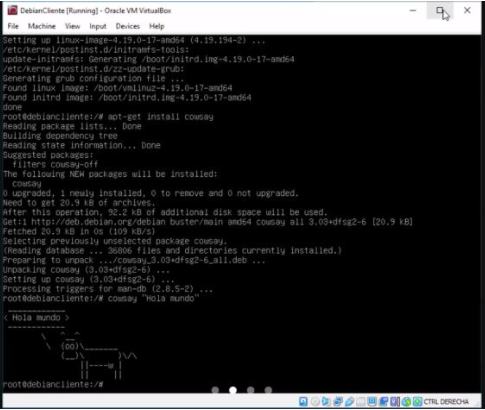 DebianCliente [Running] - Oracle VM VirtualBox
File Machine View Input Devices Help
Setting up linux-image-4.19.0-17-amd64 (4.19.194-2) ...
/etc/kernel/postinst.d/initramfs-tools:
update-initramfs: Generating /boot/initrd.img-4.19.0-17-amd64
/etc/kernel/postinst.d/zz-update-grub:
Generating grub configuration file ...
Found linux image: /boot/vmlinuz-4.19.0-17-amd64
Found initrd image: /boot/initrd.img-4.19.0-17-amd64
done
root@debiancliente:/# apt-get install cowsay
Reading package lists... Done
Building dependency tree
Reading state information... Done
Suggested packages:
  filters cowsay-off
The following NEW packages will be installed:
  cowsay
0 upgraded, 1 newly installed, 0 to remove and 0 not upgraded.
Need to get 20.9 kB of archives.
After this operation, 92.2 kB of additional disk space will be used.
Get:1 http://deb.debian.org/debian buster/main amd64 cowsay all 3.03+dfsg2-6 [20.9 kB]
Fetched 20.9 kB in 0s (109 kB/s)
Selecting previously unselected package cowsay.
(Reading database ... 36806 files and directories currently installed.)
Preparing to unpack .../cowsay_3.03+dfsg2-6_all.deb ...
Unpacking cowsay (3.03+dfsg2-6) ...
Setting up cowsay (3.03+dfsg2-6) ...
Processing triggers for man-db (2.8.5-2) ...
root@debiancliente:/# cowsay "Hola mundo"
 ____________
< Hola mundo >
 ------------
        \   ^__^
         \  (oo)\_______
            (__)\       )\/\
                ||----w |
                ||     ||
root@debiancliente:/#
CTRL DERECHA